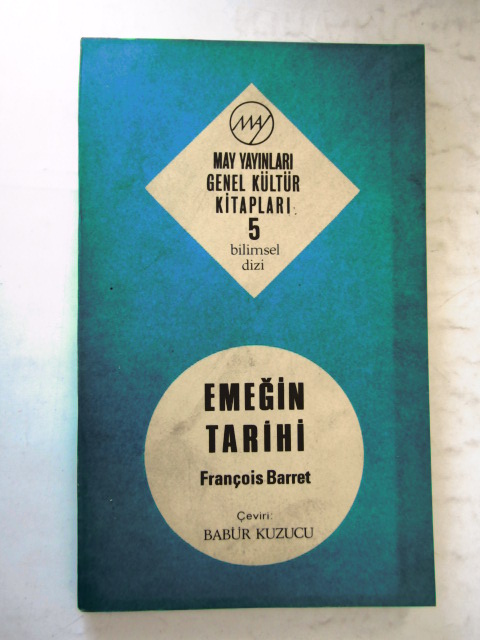 MAY
MAY YAYINLARI
GENEL KÜLTÜR
KİTAPLARI
5
bilimsel
dizi
EMEĞİN
TARİHİ
François Barret
Çeviri:
BABÜR KUZUCU